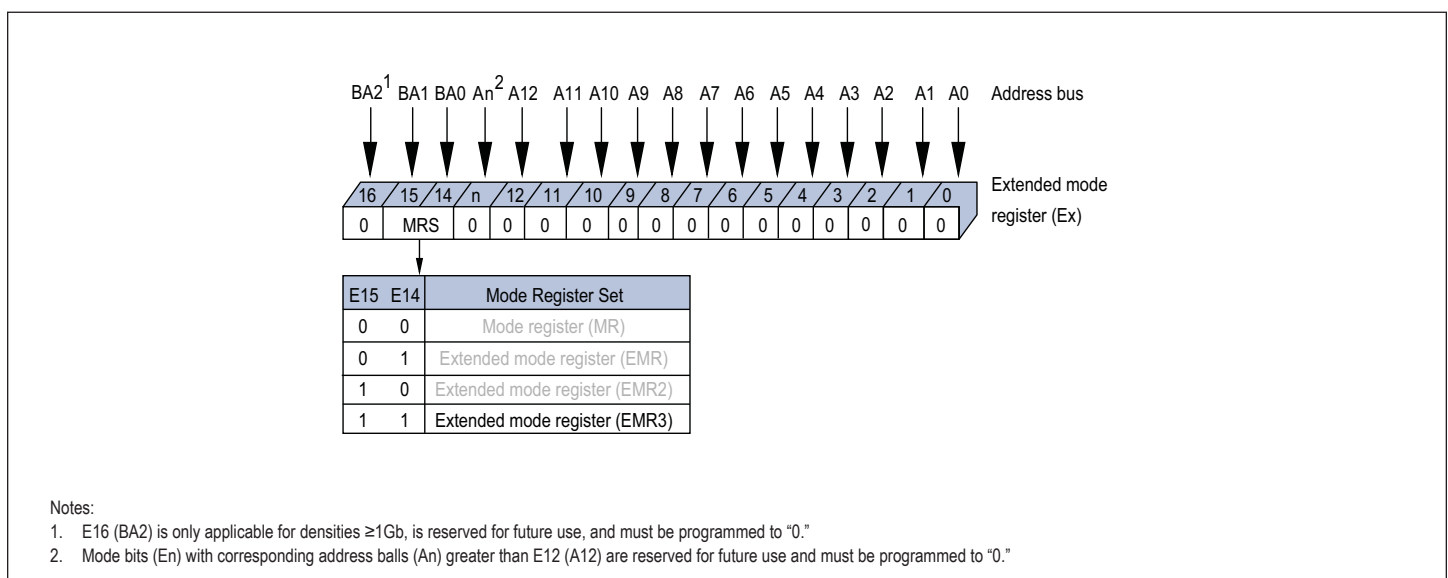 BA2¹ BA1 BA0 An² A12 A11 A10 A9 A8 A7 A6 A5 A4 A3 A2 A1 A0 Address bus
16 15 14 n 12 11 10 9 8 7 6 5 4 3 2 1 0 Extended mode
register (Ex)
0 MRS 0 0 0 0 0 0 0 0 0 0 0 0 0 0
E15 E14 Mode Register Set
0 0 Mode register (MR)
0 1 Extended mode register (EMR)
1 0 Extended mode register (EMR2)
1 1 Extended mode register (EMR3)
Notes:
1. E16 (BA2) is only applicable for densities ≥1Gb, is reserved for future use, and must be programmed to “0.”
2. Mode bits (En) with corresponding address balls (An) greater than E12 (A12) are reserved for future use and must be programmed to “0.”